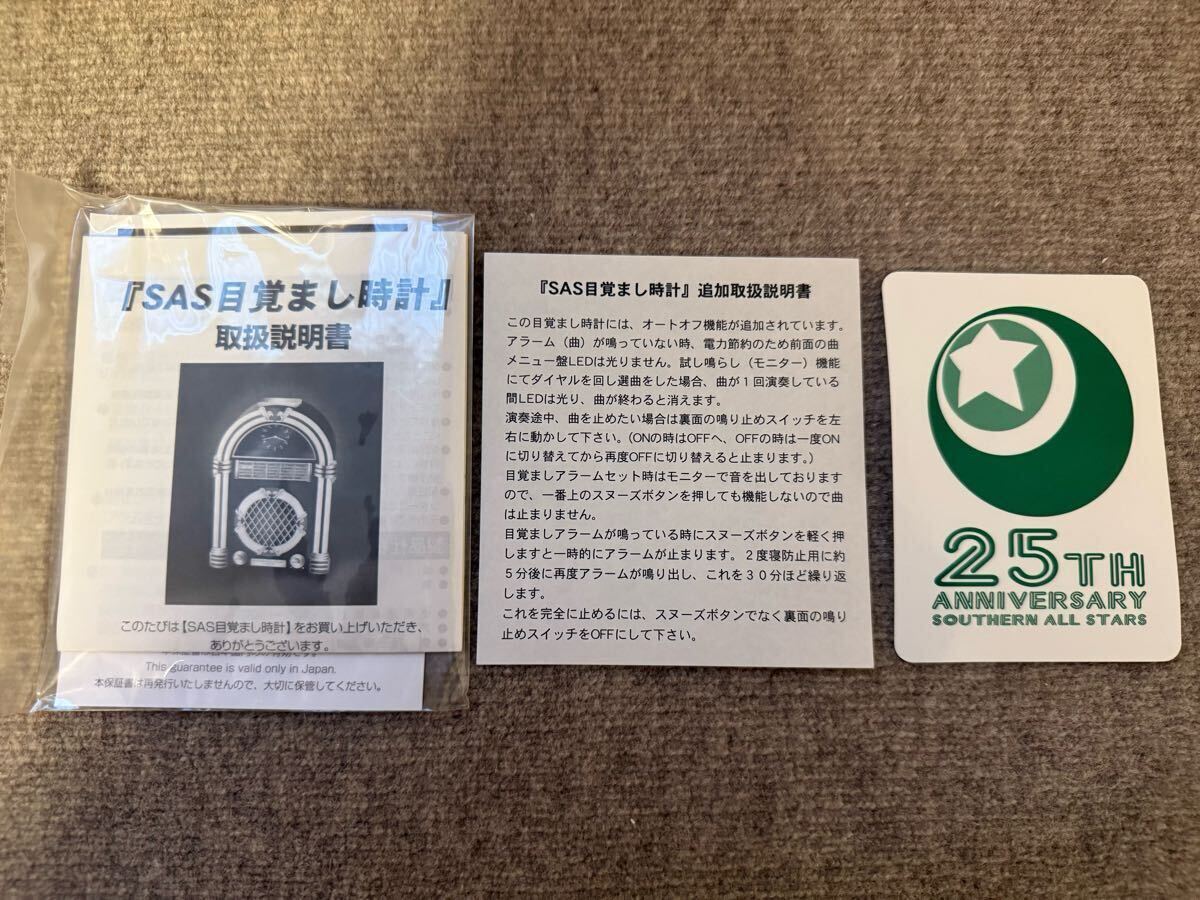 『SAS目覚まし時計』
取扱説明書
このたびは【SAS目覚まし時計】をお買い上げいただき、
ありがとうございます。
This guarantee is valid only in Japan.
本保証書は再発行いたしませんので、大切に保管してください。
『SAS目覚まし時計』追加取扱説明書
この目覚まし時計には、オートオフ機能が追加されています。
アラーム（曲）が鳴っていない時、電力節約のため前面の曲
メニュー盤LEDは光りません。試し鳴らし（モニター）機能
にてダイヤルを回し選曲をした場合、曲が１回演奏している
間LEDは光り、曲が終わると消えます。
演奏途中、曲を止めたい場合は裏面の鳴り止めスイッチを左
右に動かして下さい。（ONの時はOFFへ、OFFの時は一度ON
に切り替えてから再度OFFに切り替えると止まります。）
目覚ましアラームセット時はモニターで音を出しております
ので、一番上のスヌーズボタンを押しても機能しないので曲
は止まりません。
目覚ましアラームが鳴っている時にスヌーズボタンを軽く押
しますと一時的にアラームが止まります。２度寝防止用に約
５分後に再度アラームが鳴り出し、これを３０分ほど繰り返
します。
これを完全に止めるには、スヌーズボタンでなく裏面の鳴り
止めスイッチをOFFにして下さい。
25TH
ANNIVERSARY
SOUTHERN ALL STARS